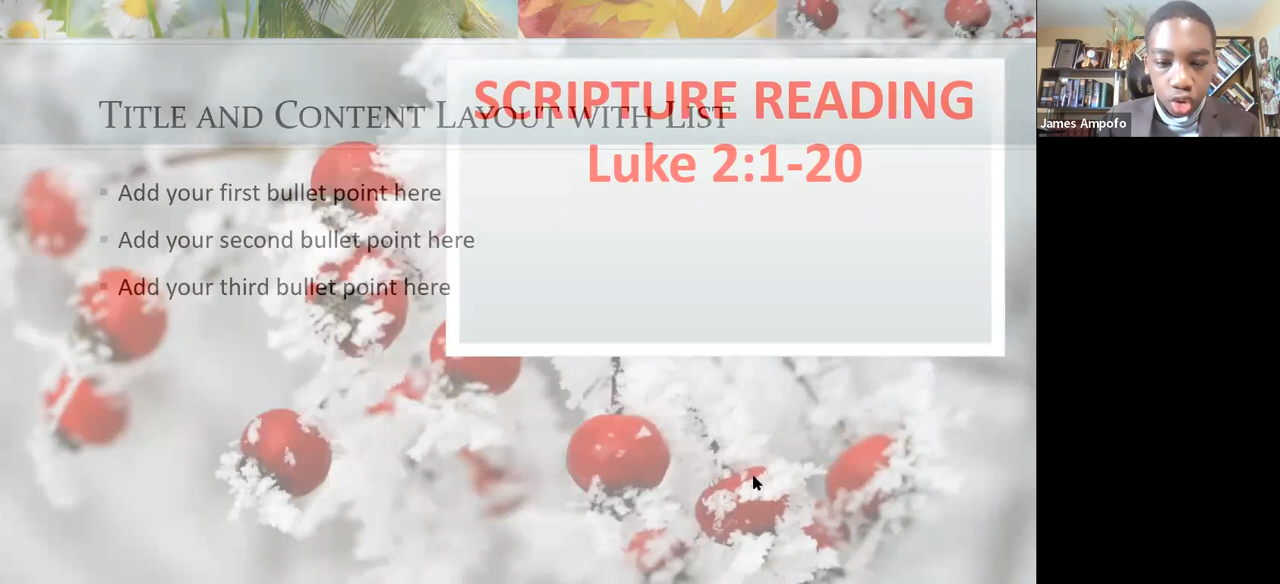 SCRIPTURE READING
Luke 2:1-20
TITLE AND CONTENT LAYOUT WITH LIST
Add your first bullet point here
Add your second bullet point here
Add your third bullet point here
James Ampofo